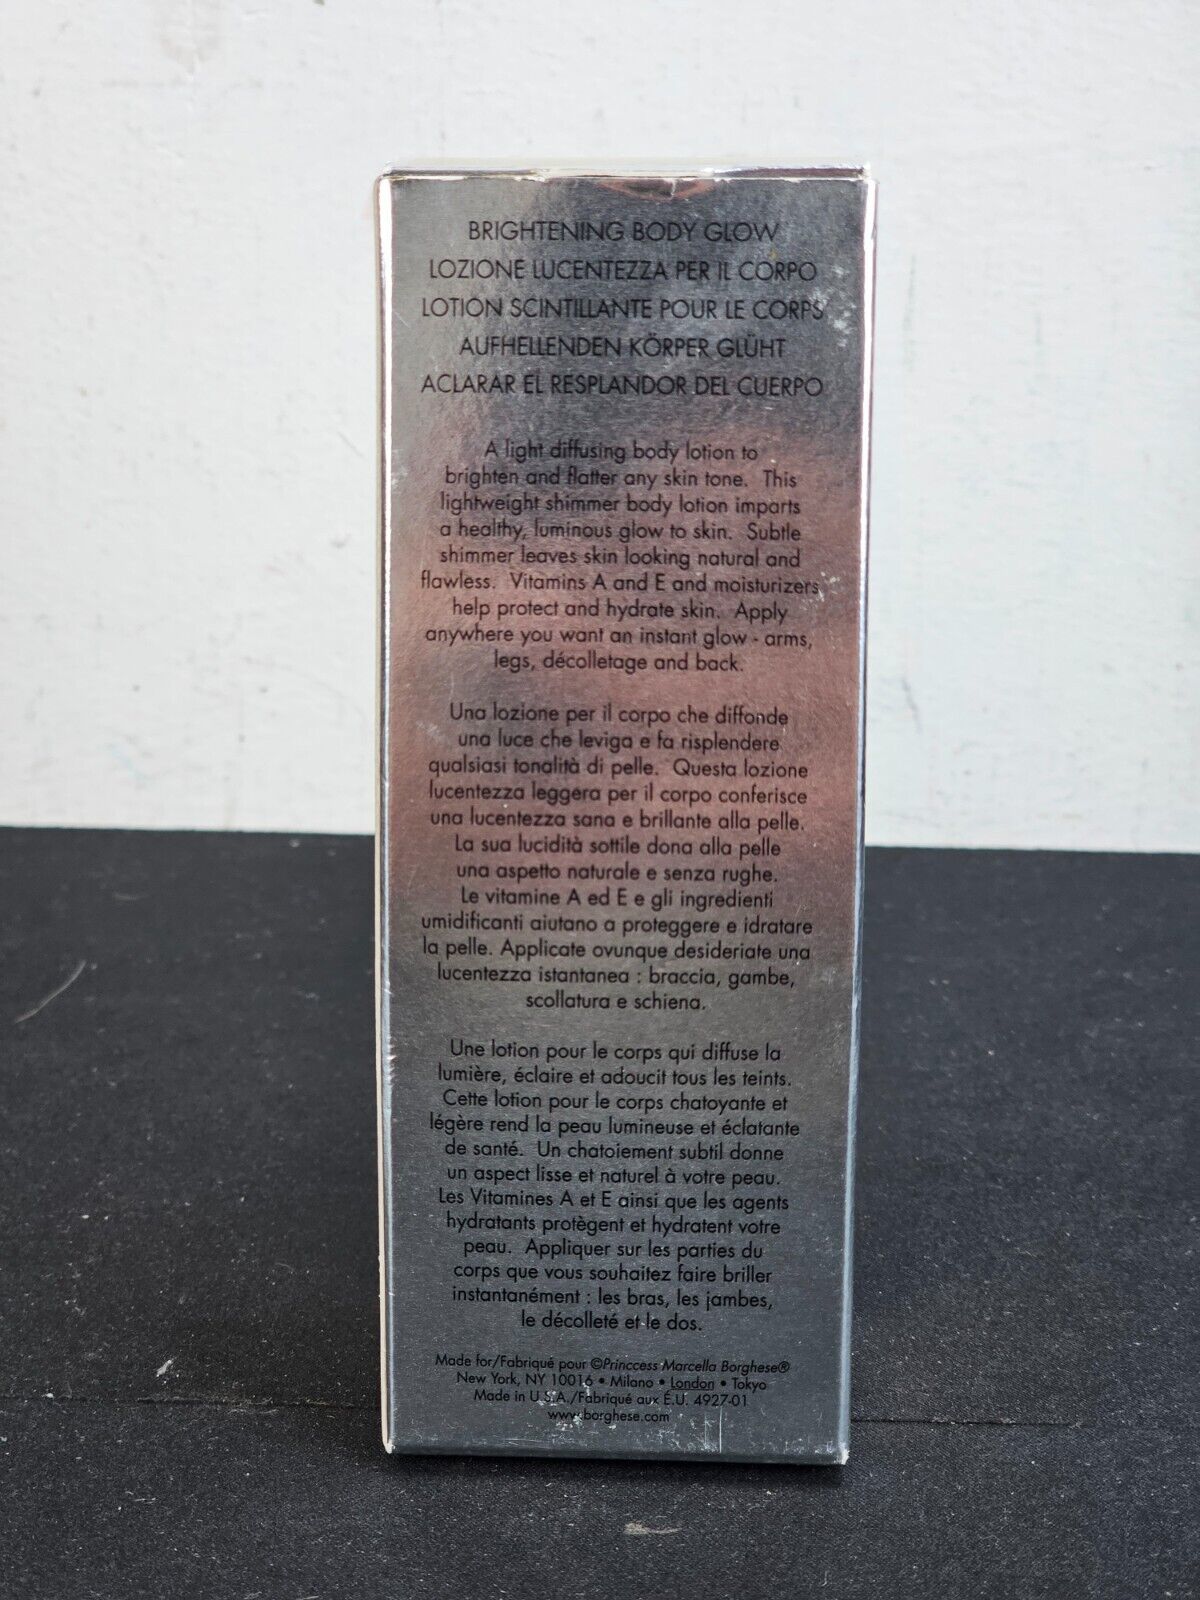 BRIGHTENING BODY GLOW
LOZIONE LUCENTEZZA PER IL CORPO
LOTION SCINTILLANTE POUR LE CORPS
AUFHELLENDEN KÖRPER GLÜHT
ACLARAR EL RESPLANDOR DEL CUERPO
A light diffusing body lotion to
brighten and flatter any skin tone. This
lightweight shimmer body lotion imparts
a healthy, luminous glow to skin. Subtle
shimmer leaves skin looking natural and
flawless. Vitamins A and E and moisturizers
help protect and hydrate skin. Apply
anywhere you want an instant glow - arms,
legs, décolletage and back.
Una lozione per il corpo che diffonde
una luce che leviga e fa risplendere
qualsiasi tonalità di pelle. Questa lozione
lucentezza leggera per il corpo conferisce
una lucentezza sana e brillante alla pelle.
La sua lucidità sottile dona alla pelle
una aspetto naturale e senza rughe.
Le vitamine A ed E e gli ingredienti
umidificanti aiutano a proteggere e idratare
la pelle. Applicate ovunque desideriate una
lucentezza istantanea : braccia, gambe,
scollatura e schiena.
Une lotion pour le corps qui diffuse la
lumière, éclaire et adoucit tous les teints.
Cette lotion pour le corps chatoyante et
légère rend la peau lumineuse et éclatante
de santé. Un chatoiement subtil donne
un aspect lisse et naturel à votre peau.
Les Vitamines A et E ainsi que les agents
hydratants protègent et hydratent votre
peau. Appliquer sur les parties du
corps que vous souhaitez faire briller
instantanément : les bras, les jambes,
le décolleté et le dos.
Made for/Fabriqué pour ©Princcess Marcella Borghese®
New York, NY 10016 • Milano • London • Tokyo
Made in U.S.A./Fabriqué aux É.U. 4927-01
www.borghese.com